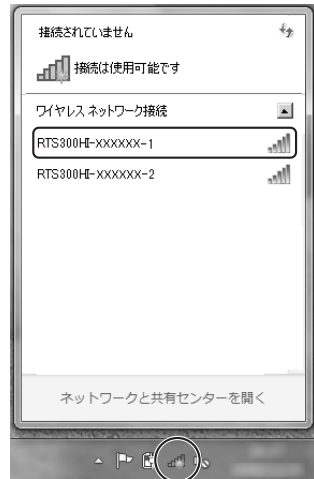 接続されていません
接続は使用可能です
ワイヤレス ネットワーク接続
RTS300HI-XXXXXX-1
RTS300HI-XXXXXX-2
ネットワークと共有センターを開く